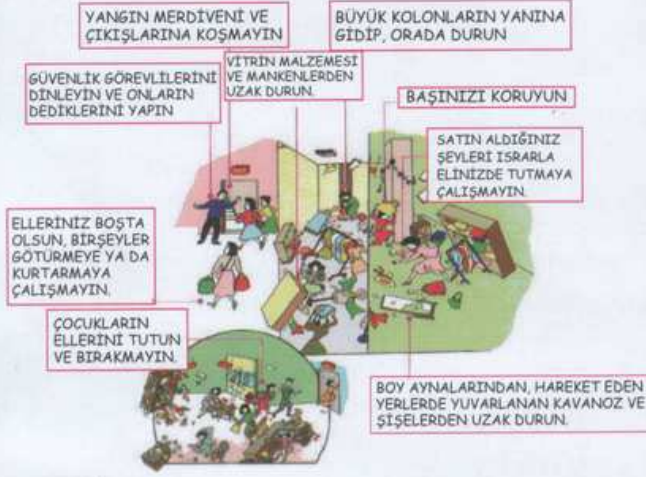 YANGIN MERDİVENİ VE
ÇIKIŞLARINA KOŞMAYIN
BÜYÜK KOLONLARIN YANINA
GİDİP, ORADA DURUN
GÜVENLİK GÖREVLİLERİNİ
DİNLEYİN VE ONLARIN
DEDİKLERİNİ YAPIN
VİTRİN MALZEMESİ
VE MANKENLERDEN
UZAK DURUN.
BAŞINIZI KORUYUN
SATIN ALDIĞINIZ
ŞEYLERİ ISRARLA
ELİNİZDE TUTMAYA
ÇALIŞMAYIN.
ELLERİNİZ BOŞTA
OLSUN, BİRŞEYLER
GÖTÜRMEYE YA DA
KURTARMAYA
ÇALIŞMAYIN.
ÇOCUKLARIN
ELLERİNİ TUTUN
VE BIRAKMAYIN.
BOY AYNALARINDAN, HAREKET EDEN
YERLERDE YUVARLANAN KAVANOZ VE
ŞİŞELERDEN UZAK DURUN.